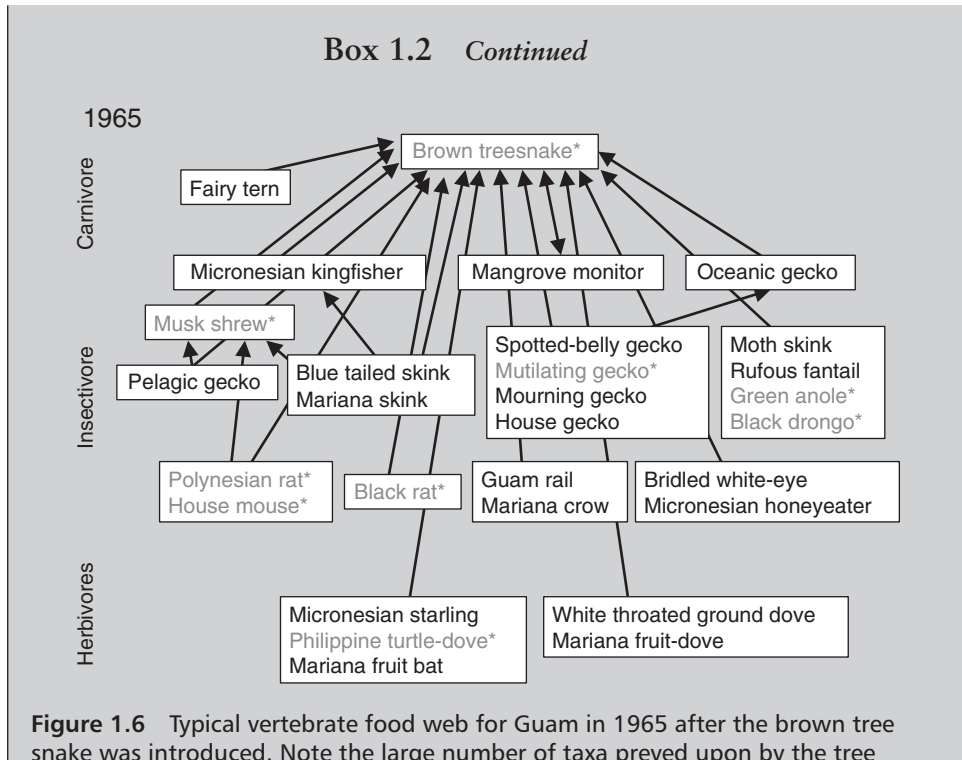 Box 1.2 Continued
1965
Carnivore
Brown treesnake*
Fairy tern
Micronesian kingfisher
Mangrove monitor
Oceanic gecko
Insectivore
Musk shrew*
Pelagic gecko
Blue tailed skink
Mariana skink
Spotted-belly gecko
Mutilating gecko*
Mourning gecko
House gecko
Moth skink
Rufous fantail
Green anole*
Black drongo*
Polynesian rat*
House mouse*
Black rat*
Guam rail
Mariana crow
Bridled white-eye
Micronesian honeyeater
Herbivores
Micronesian starling
Philippine turtle-dove*
Mariana fruit bat
White throated ground dove
Mariana fruit-dove
Figure 1.6 Typical vertebrate food web for Guam in 1965 after the brown tree
snake was introduced. Note the large number of taxa preyed upon by the tree